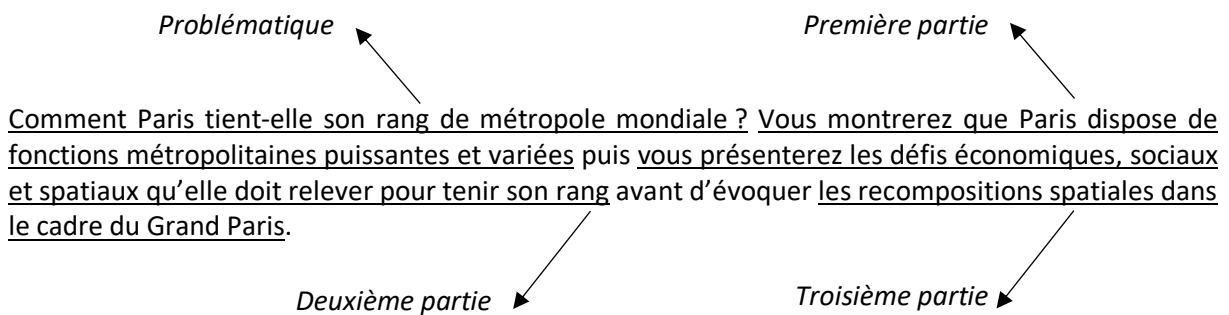 Problématique
Première partie
Comment Paris tient-elle son rang de métropole mondiale ? Vous montrerez que Paris dispose de
fonctions métropolitaines puissantes et variées puis vous présenterez les défis économiques, sociaux
et spatiaux qu’elle doit relever pour tenir son rang avant d’évoquer les recompositions spatiales dans
le cadre du Grand Paris.
Deuxième partie
Troisième partie